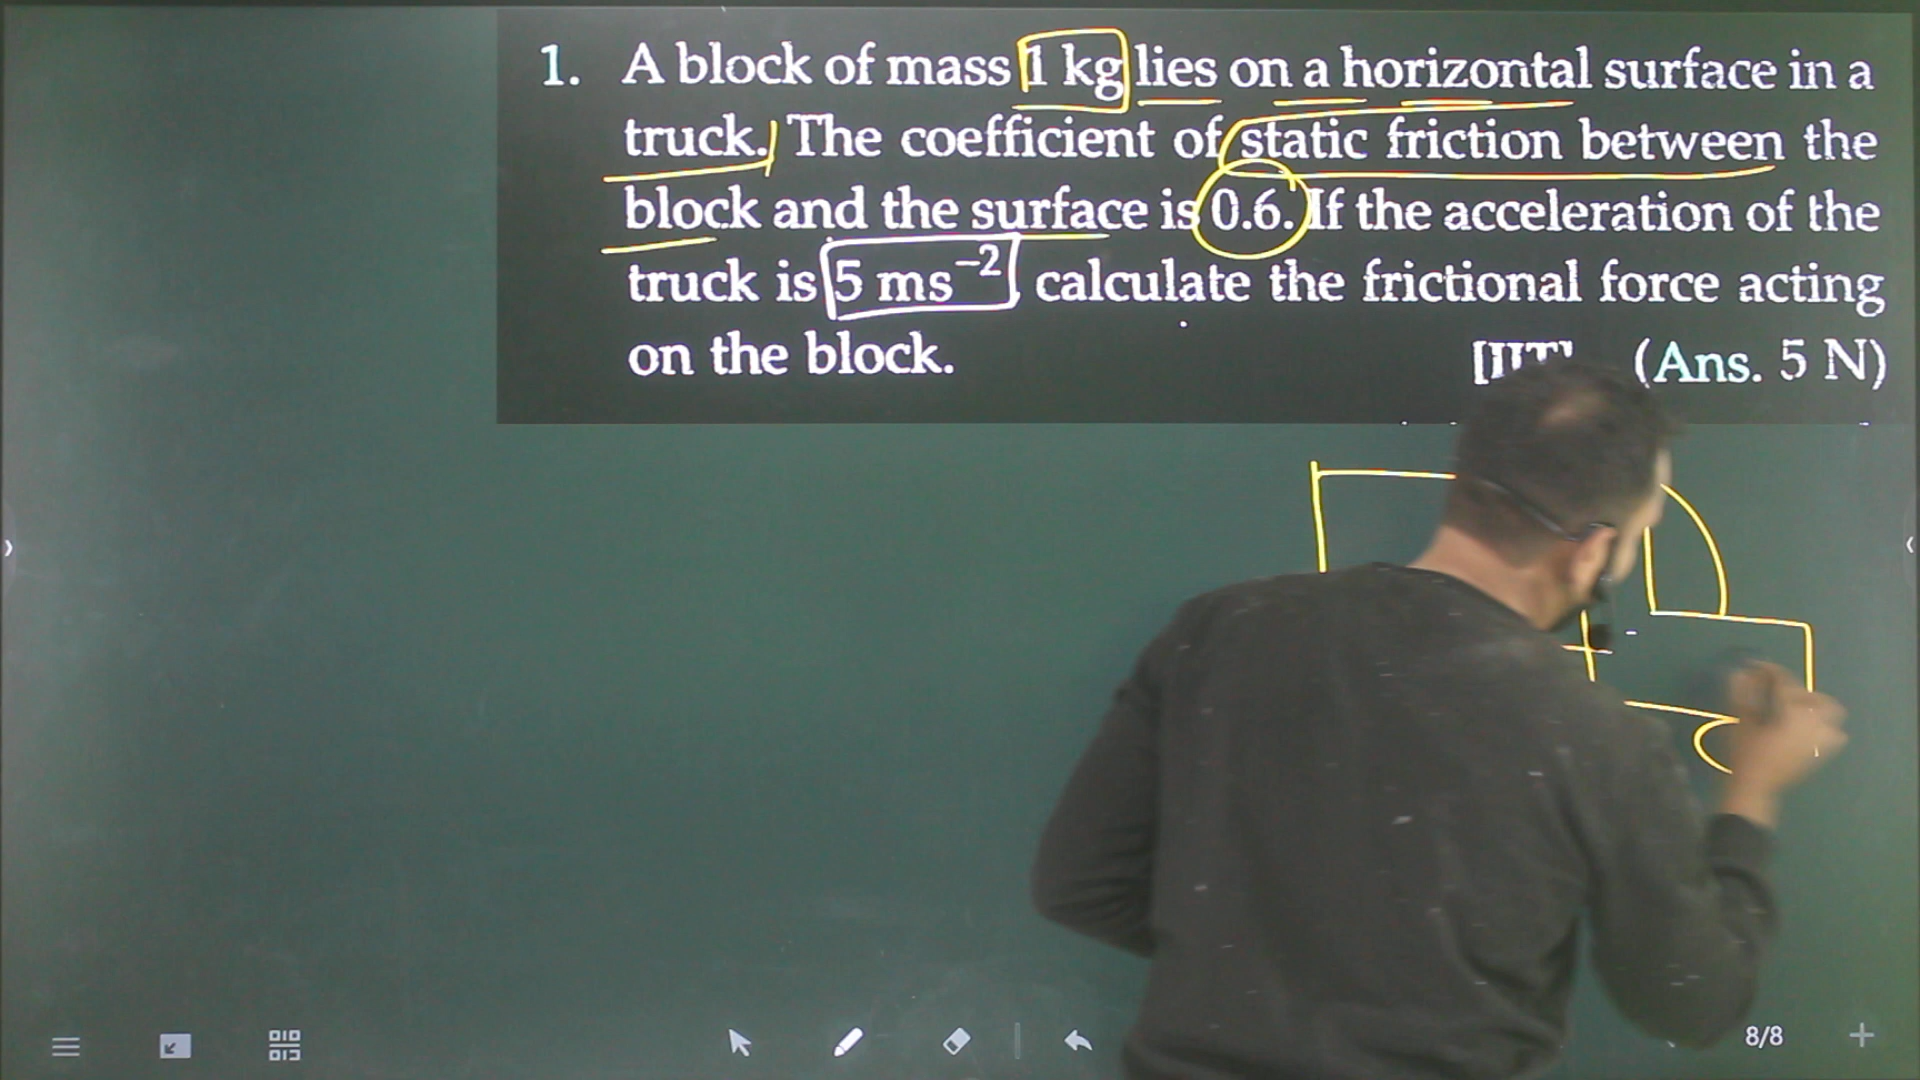 1. A block of mass 1 kg lies on a horizontal surface in a
truck. The coefficient of static friction between the
block and the surface is 0.6. If the acceleration of the
truck is 5 ms⁻², calculate the frictional force acting
on the block.
(Ans. 5 N)
8/8